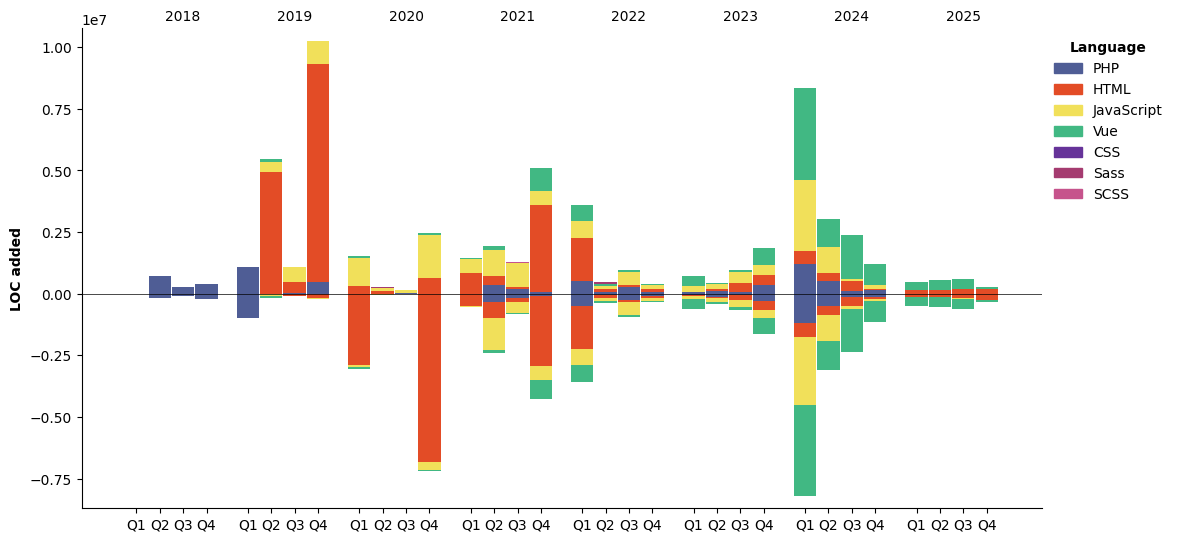 2018 2019 2020 2021 2022 2023 2024 2025
1e7
1.00
0.75
0.50
0.25
0.00
−0.25
−0.50
−0.75
LOC added
Q1 Q2 Q3 Q4 Q1 Q2 Q3 Q4 Q1 Q2 Q3 Q4 Q1 Q2 Q3 Q4 Q1 Q2 Q3 Q4 Q1 Q2 Q3 Q4 Q1 Q2 Q3 Q4 Q1 Q2 Q3 Q4
Language
PHP
HTML
JavaScript
Vue
CSS
Sass
SCSS